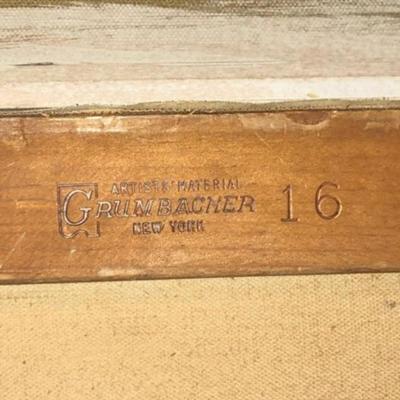 ARTISTS' MATERIAL
GRUMBACHER 16
NEW YORK